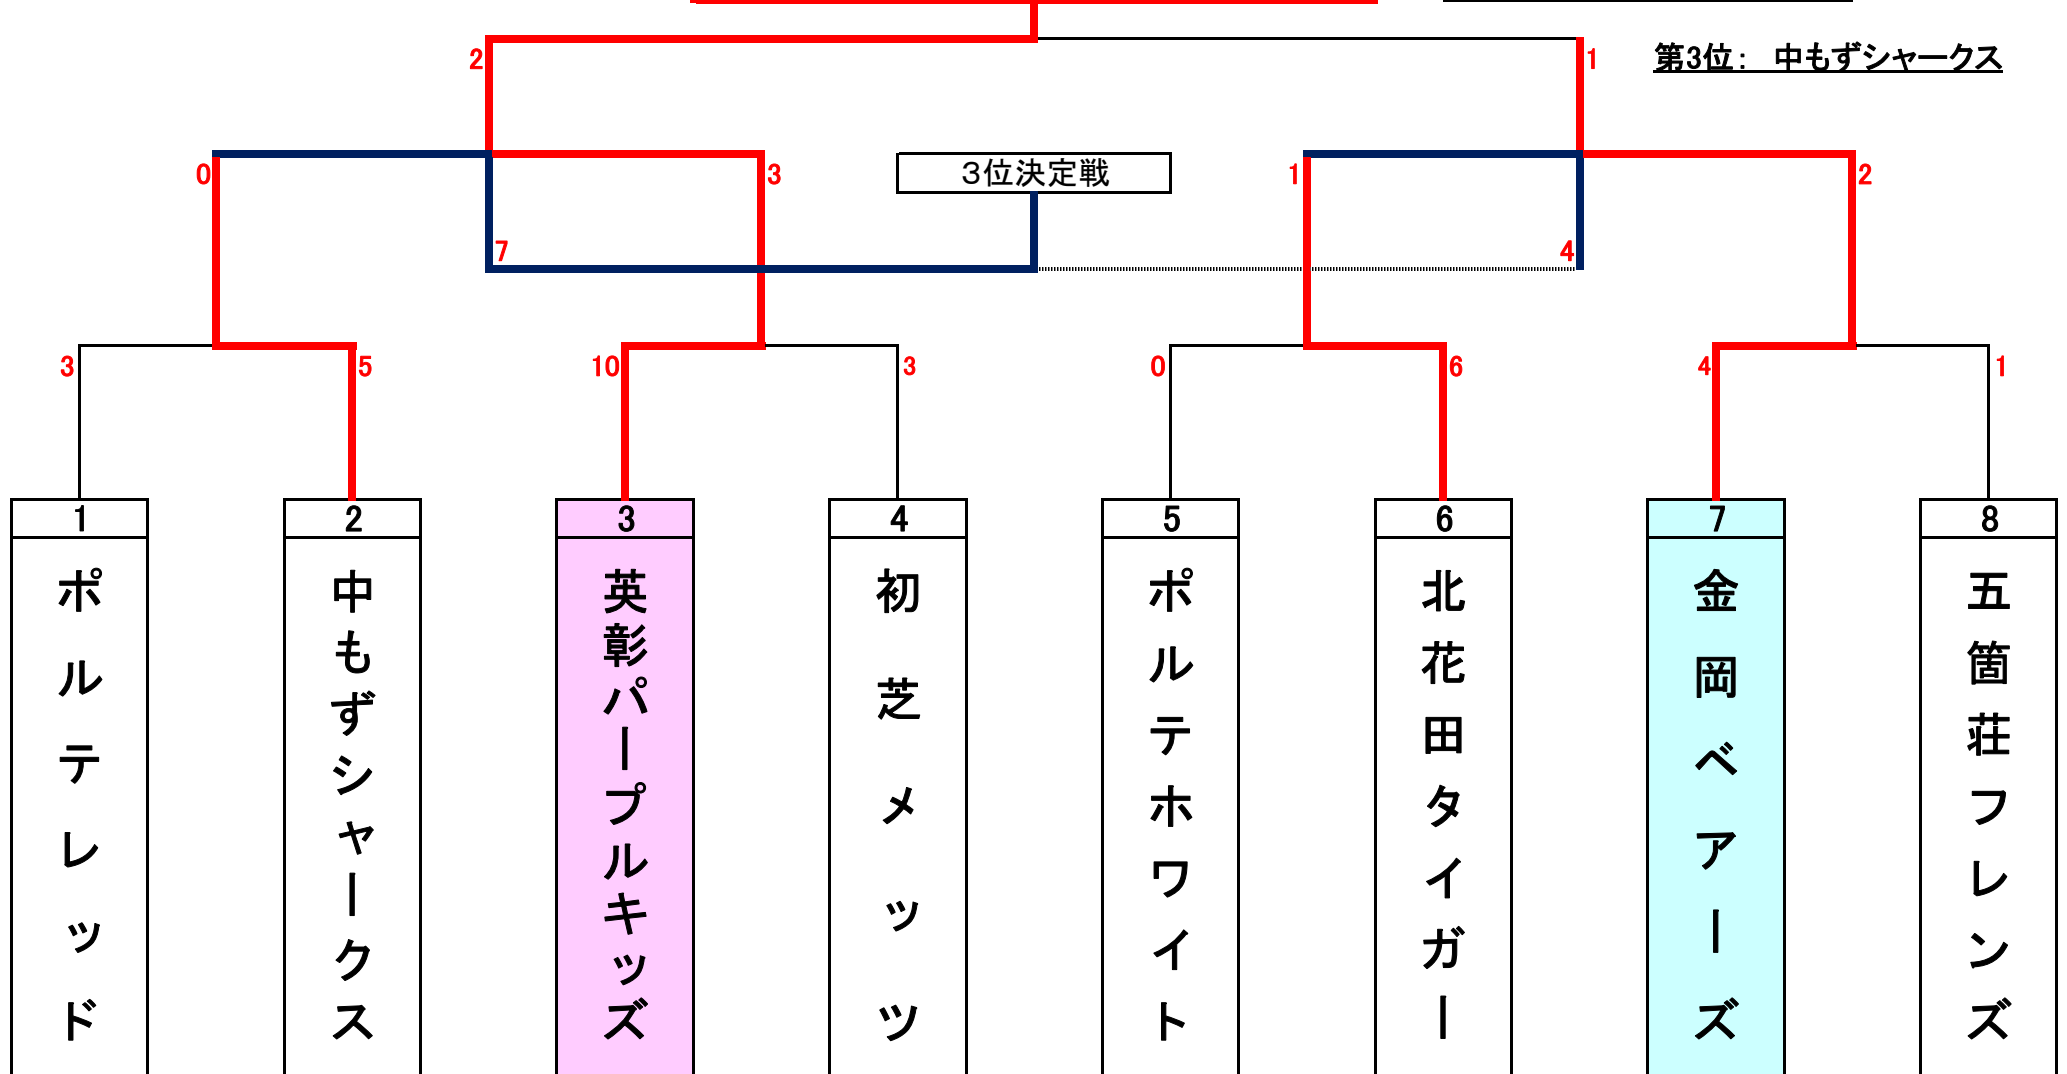 2
1
第3位： 中もずシャークス
0
3
3位決定戦
1
2
7
4
3
5
10
3
0
6
4
1
1
2
3
4
5
6
7
8
ポルテレッド
中もずシャークス
英彰パープルキッズ
初芝メッツ
ポルテホワイト
北花田タイガー
金岡ベアーズ
五箇荘フレンズ